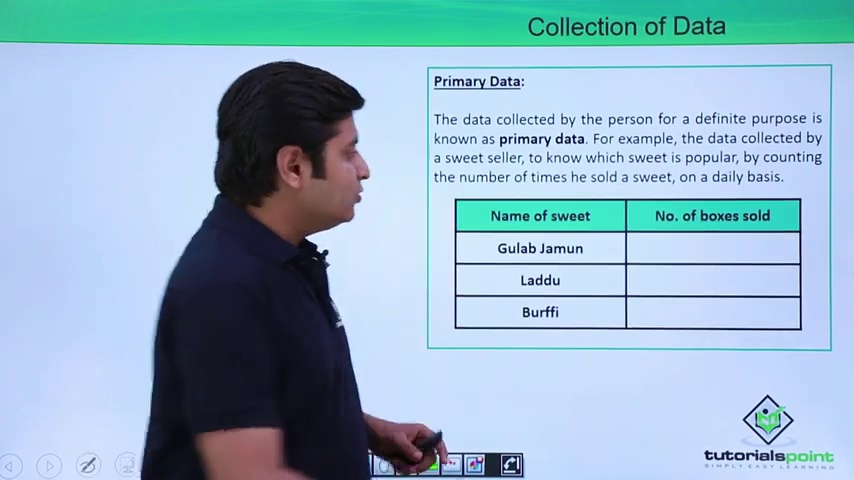 Collection of Data
Primary Data:
The data collected by the person for a definite purpose is
known as primary data. For example, the data collected by
a sweet seller, to know which sweet is popular, by counting
the number of times he sold a sweet, on a daily basis.
Name of sweet No. of boxes sold
Gulab Jamun
Laddu
Burffi
tutorialspoint
SIMPLY EASY LEARNING